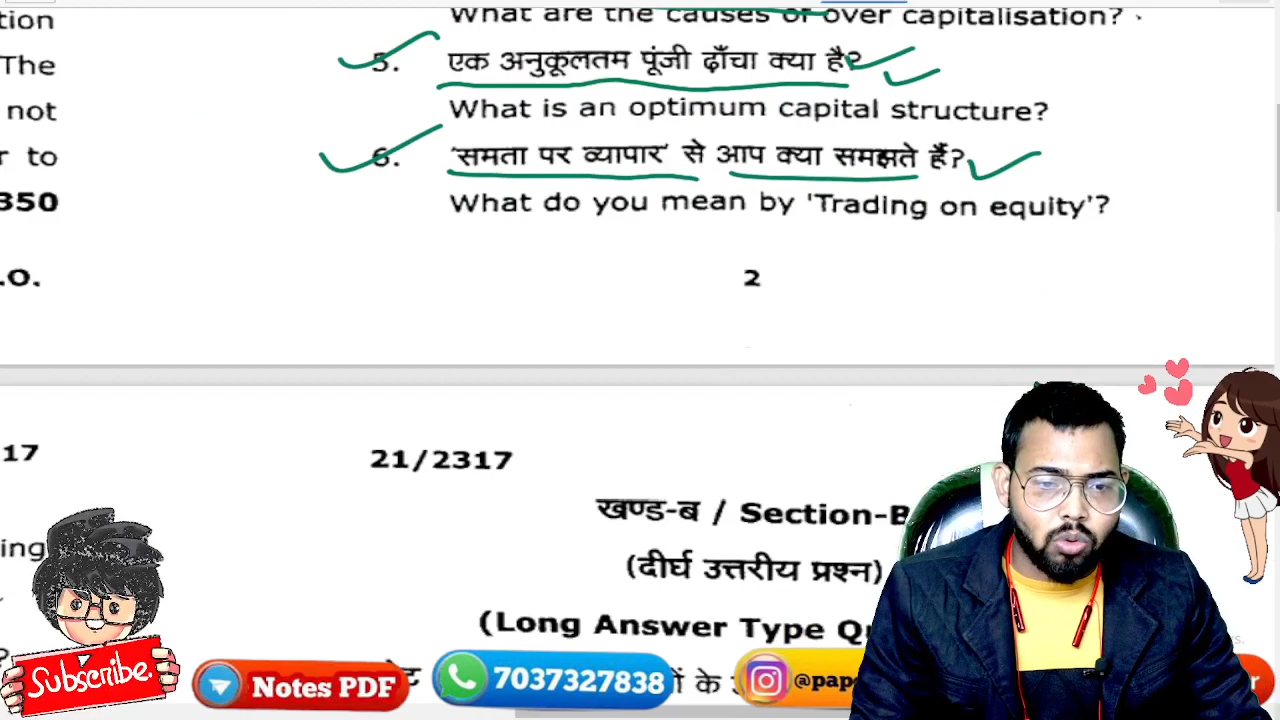 tion
The
not
r to
350
.O.
What are the causes of over capitalisation?
5. एक अनुकूलतम पूंजी ढ़ाँचा क्या है?
What is an optimum capital structure?
6. 'समता पर व्यापार' से आप क्या समझते हैं?
What do you mean by 'Trading on equity'?
2
17
ing
21/2317
खण्ड-ब / Section-B
(दीर्घ उत्तरीय प्रश्न)
(Long Answer Type Q
के
Subscribe.
Notes PDF
7037327838
@pap